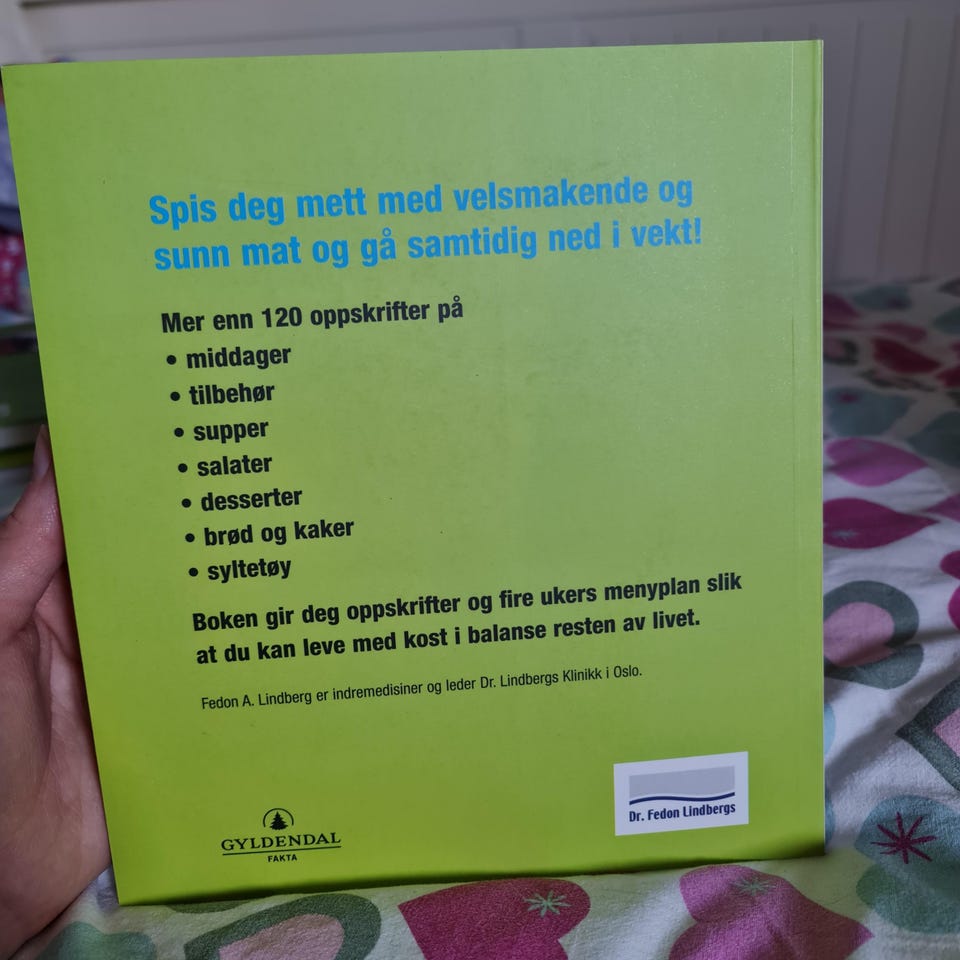 Spis deg mett med velsmakende og
sunn mat og gå samtidig ned i vekt!
Mer enn 120 oppskrifter på
• middager
• tilbehør
• supper
• salater
• desserter
• brød og kaker
• syltetøy
Boken gir deg oppskrifter og fire ukers menyplan slik
at du kan leve med kost i balanse resten av livet.
Fedon A. Lindberg er indremedisiner og leder Dr. Lindbergs Klinikk i Oslo.
GYLDENDAL
FAKTA
Dr. Fedon Lindbergs